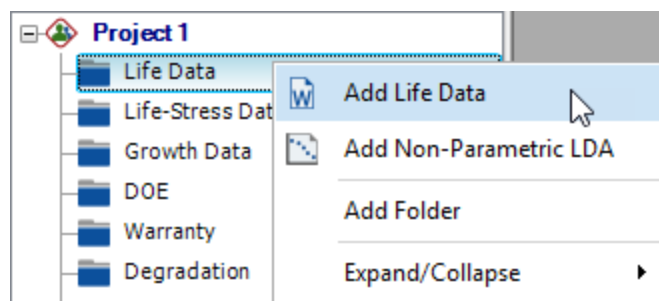 Project 1
Life Data
Life-Stress Dat
Growth Data
DOE
Warranty
Degradation
Add Life Data
Add Non-Parametric LDA
Add Folder
Expand/Collapse